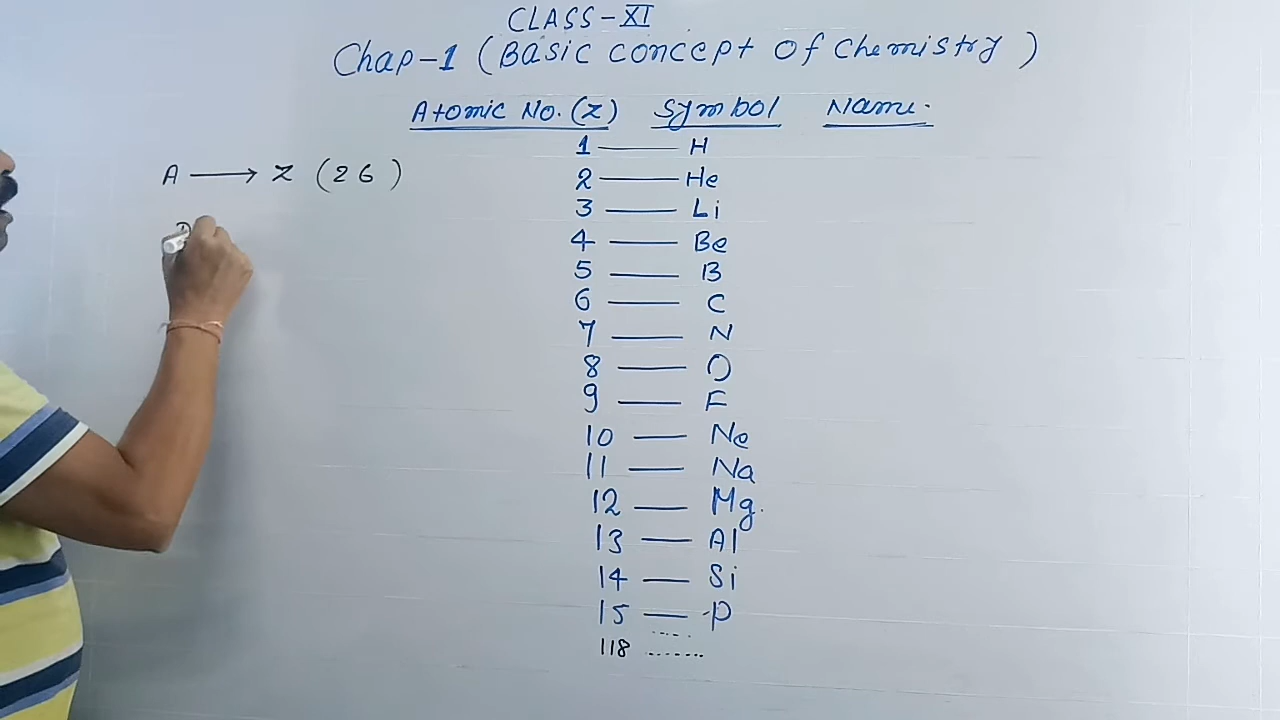 CLASS-XI
Chap-1 (Basic concept of chemistry)
Atomic No.(Z) Symbol Name.
A → Z (26)
1 — H
2 — He
3 — Li
4 — Be
5 — B
6 — C
7 — N
8 — O
9 — F
10 — Ne
11 — Na
12 — Mg.
13 — Al
14 — Si
15 — P
118 .......